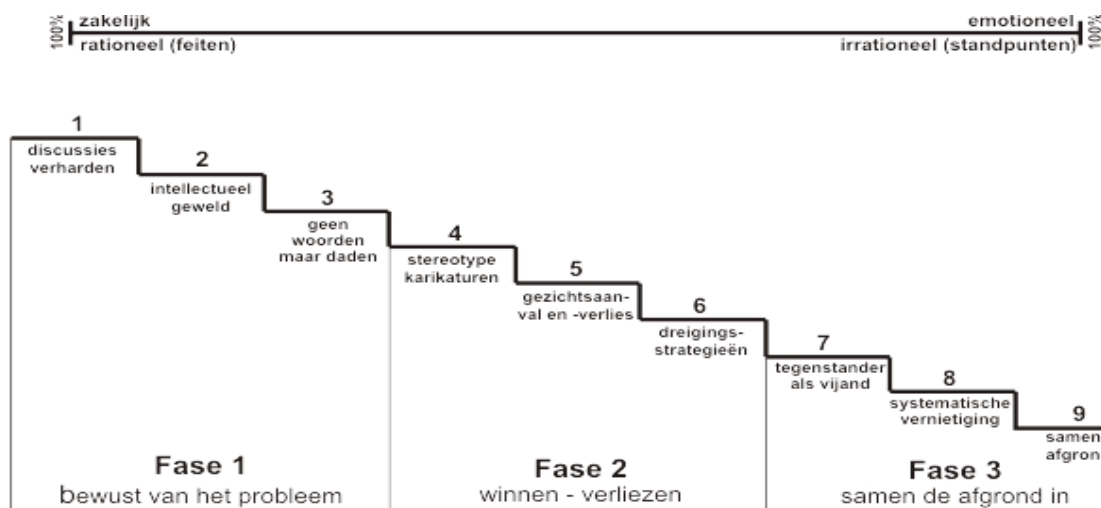 100%
zakelijk
rationeel (feiten)
emotioneel
irrationeel (standpunten)
100%
1
discussies
verharden
2
intellectueel
geweld
3
geen
woorden
maar daden
4
stereotype
karikaturen
5
gezichtsaan-
val en -verlies
6
dreigings-
strategieën
7
tegenstander
als vijand
8
systematische
vernietiging
9
samen
afgron
Fase 1
bewust van het probleem
Fase 2
winnen - verliezen
Fase 3
samen de afgrond in